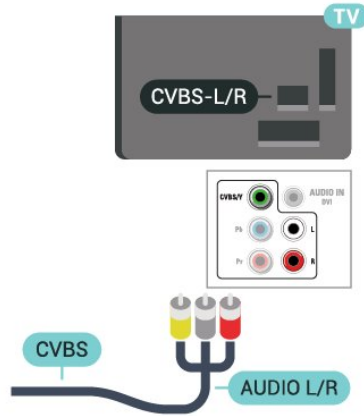 TV
CVBS-L/R
CVBS/Y
AUDIO IN
DVI
Pb
L
Pr
R
CVBS
AUDIO L/R